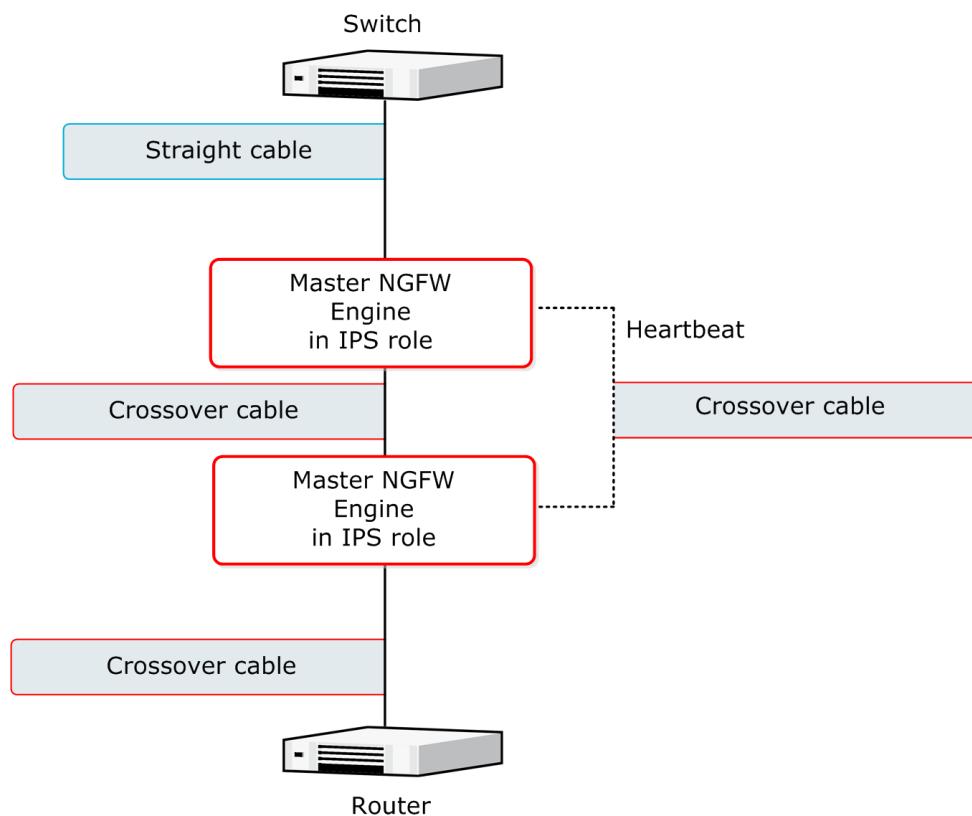 Switch
Straight cable
Master NGFW
Engine
in IPS role
Heartbeat
Crossover cable
Crossover cable
Master NGFW
Engine
in IPS role
Crossover cable
Router